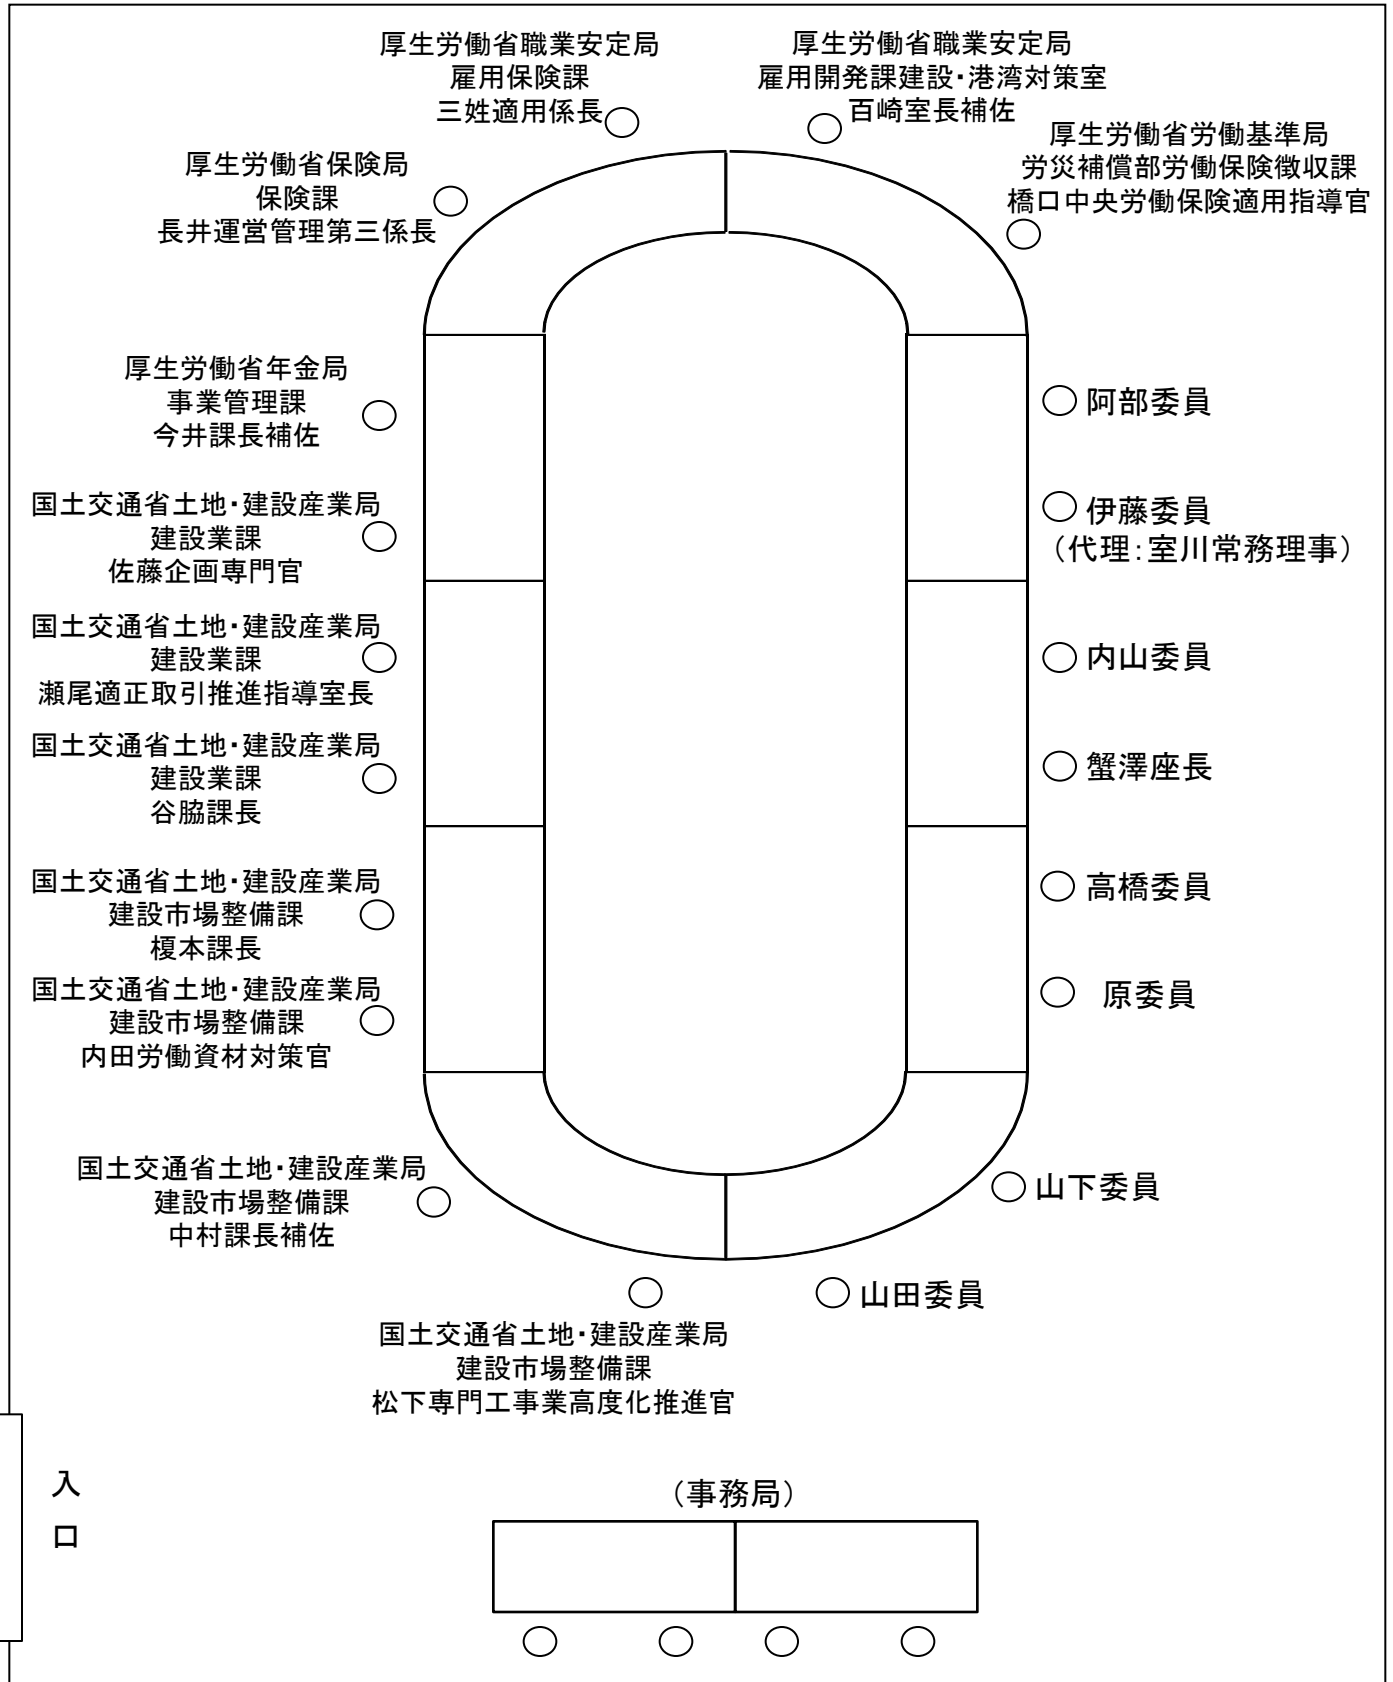 厚生労働省職業安定局
雇用保険課
三姓適用係長
厚生労働省職業安定局
雇用開発課建設・港湾対策室
百崎室長補佐
厚生労働省労働基準局
労災補償部労働保険徴収課
橋口中央労働保険適用指導官
厚生労働省保険局
保険課
長井運営管理第三係長
厚生労働省年金局
事業管理課
今井課長補佐
国土交通省土地・建設産業局
建設業課
佐藤企画専門官
国土交通省土地・建設産業局
建設業課
瀬尾適正取引推進指導室長
国土交通省土地・建設産業局
建設業課
谷脇課長
国土交通省土地・建設産業局
建設市場整備課
榎本課長
国土交通省土地・建設産業局
建設市場整備課
内田労働資材対策官
国土交通省土地・建設産業局
建設市場整備課
中村課長補佐
国土交通省土地・建設産業局
建設市場整備課
松下専門工事業高度化推進官
阿部委員
伊藤委員
（代理：室川常務理事）
内山委員
蟹澤座長
高橋委員
原委員
山下委員
山田委員
入
口
（事務局）